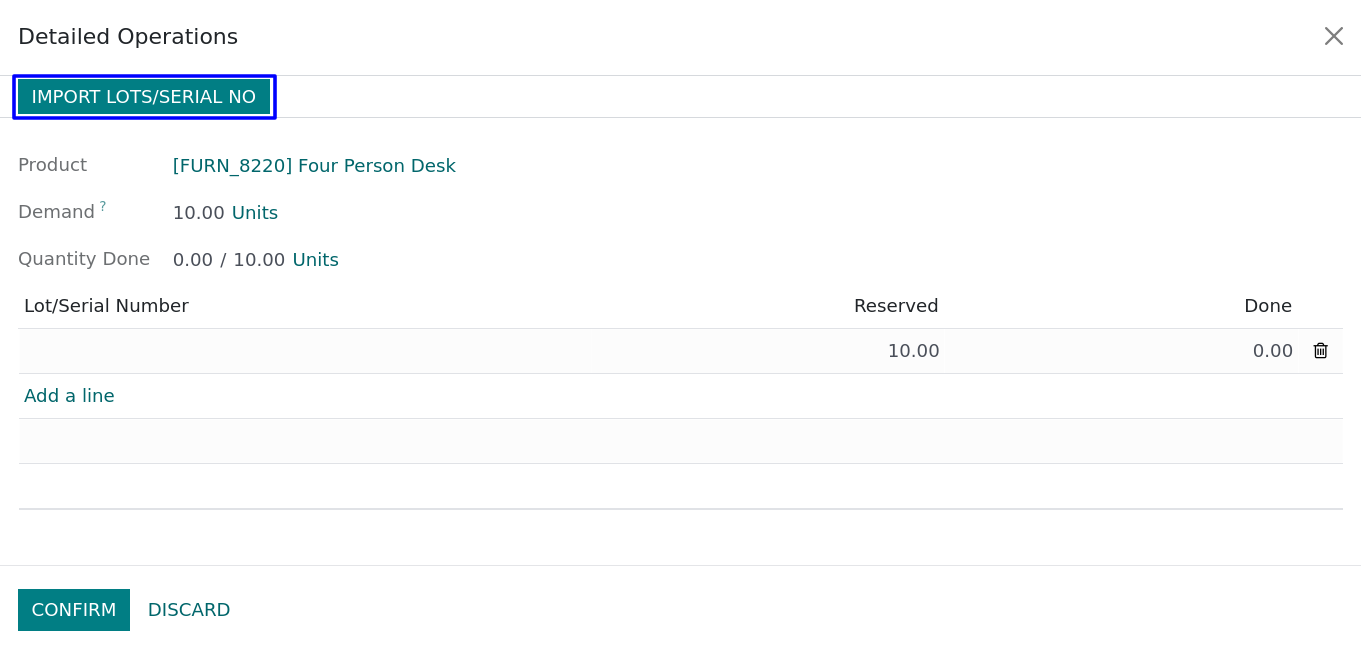 Detailed Operations
IMPORT LOTS/SERIAL NO
Product [FURN_8220] Four Person Desk
Demand ? 10.00 Units
Quantity Done 0.00 / 10.00 Units
Lot/Serial Number Reserved Done
10.00 0.00
Add a line
CONFIRM DISCARD